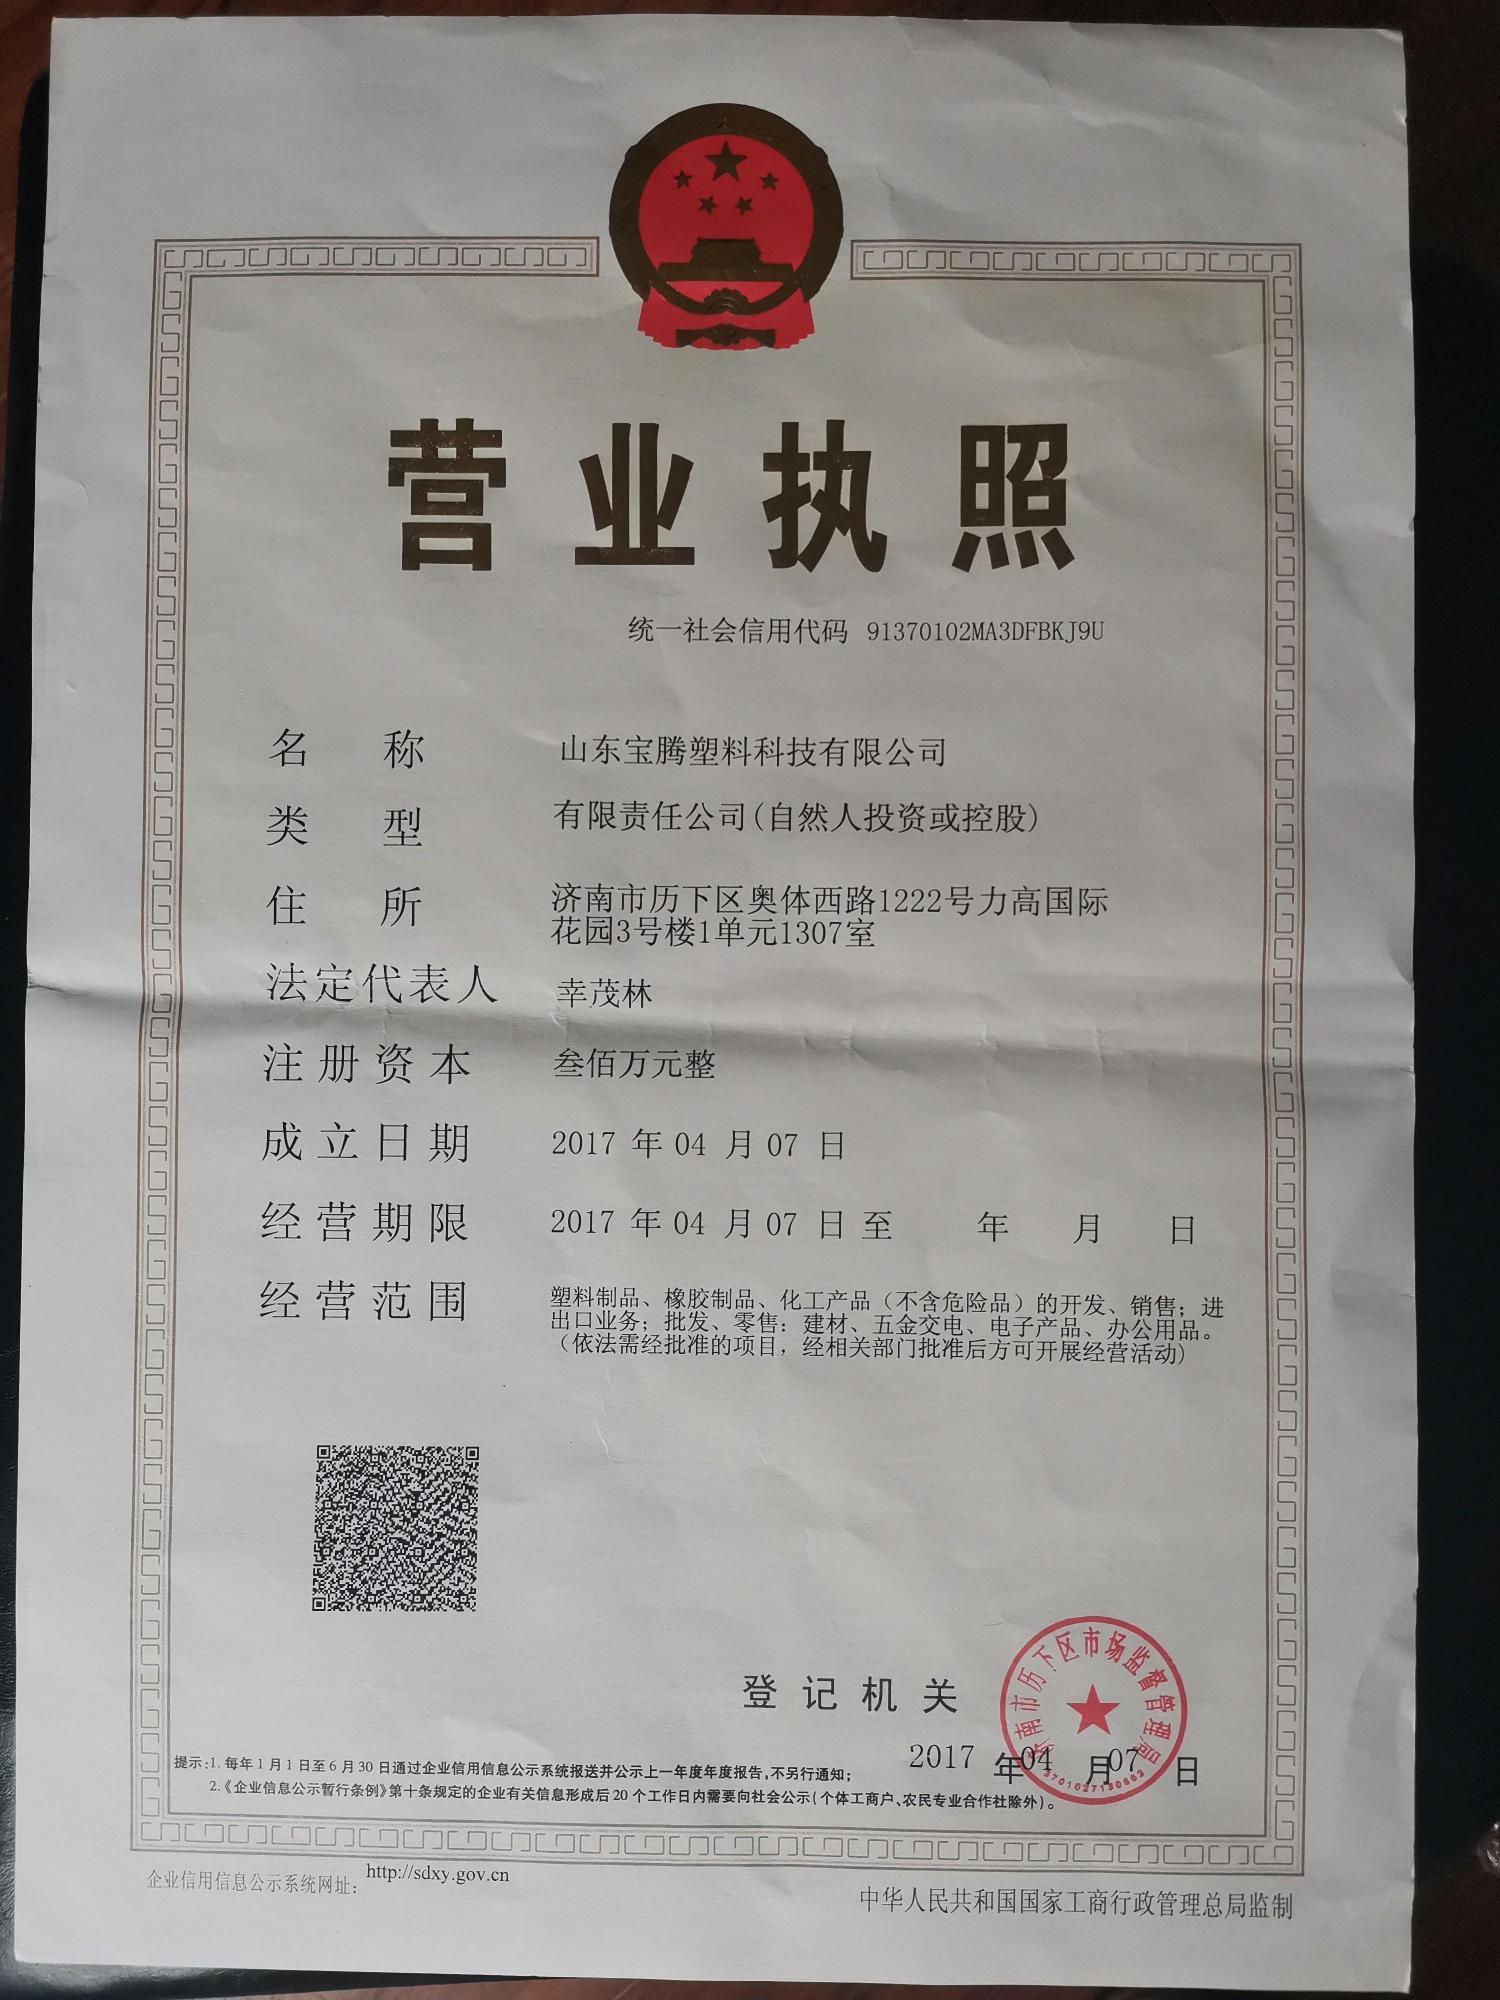 营业执照
统一社会信用代码 91370102MA3DFBKJ9U
名称 山东宝腾塑料科技有限公司
类型 有限责任公司(自然人投资或控股)
住所 济南市历下区奥体西路1222号力高国际
花园3号楼1单元1307室
法定代表人 幸茂林
注册资本 叁佰万元整
成立日期 2017 年 04 月 07 日
经营期限 2017 年 04 月 07 日 至 年 月 日
经营范围 塑料制品、橡胶制品、化工产品（不含危险品）的开发、销售；进
出口业务；批发、零售：建材、五金交电、电子产品、办公用品。
（依法需经批准的项目，经相关部门批准后方可开展经营活动)
登记机关
济南市历下区市场监督管理局
2017 年 04 月 07 日
提示:1. 每年1月1日至6月30日通过企业信用信息公示系统报送并公示上一年度年度报告,不另行通知；
2.《企业信息公示暂行条例》第十条规定的企业有关信息形成后20个工作日内需要向社会公示(个体工商户、农民专业合作社除外)。
企业信用信息公示系统网址： http://sdxy.gov.cn
中华人民共和国国家工商行政管理总局监制